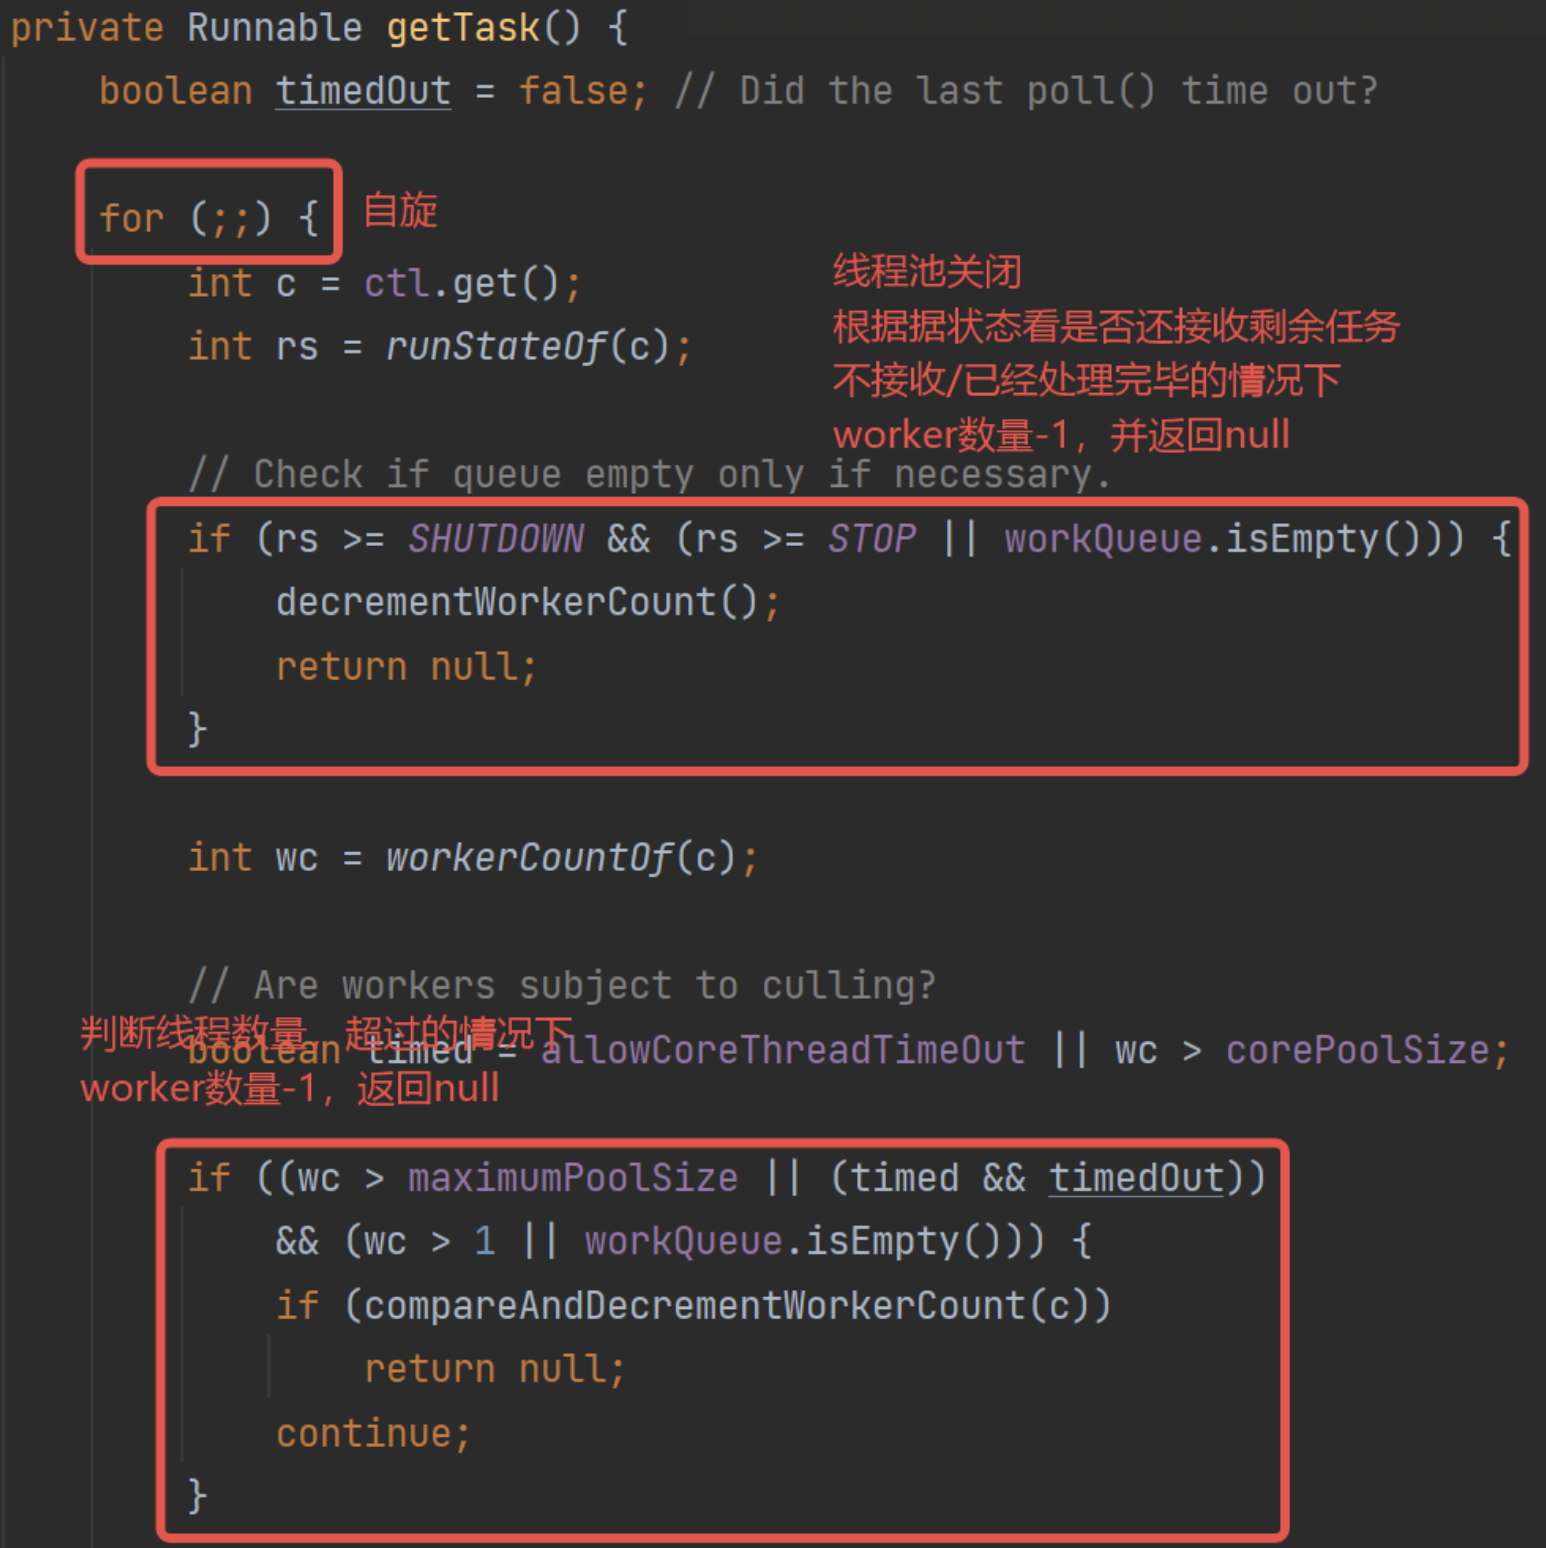 private Runnable getTask() {
boolean timedOut = false; // Did the last poll() time out?
for (;;) {
自旋
int c = ctl.get();
int rs = runStateOf(c);
线程池关闭
根据据状态看是否还接收剩余任务
不接收/已经处理完毕的情况下
worker数量-1，并返回null
// Check if queue empty only if necessary.
if (rs >= SHUTDOWN && (rs >= STOP || workQueue.isEmpty())) {
decrementWorkerCount();
return null;
}
int wc = workerCountOf(c);
// Are workers subject to culling?
判断线程数量，超过的情况下
boolean timed = allowCoreThreadTimeOut || wc > corePoolSize;
worker数量-1，返回null
if ((wc > maximumPoolSize || (timed && timedOut))
&& (wc > 1 || workQueue.isEmpty())) {
if (compareAndDecrementWorkerCount(c))
return null;
continue;
}